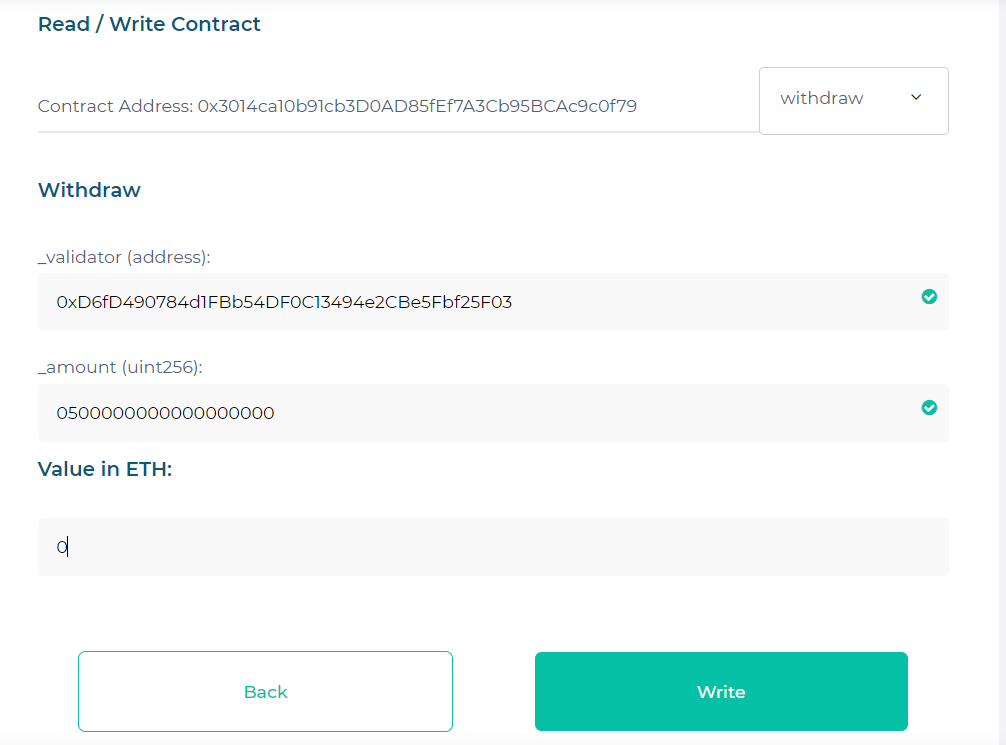 Read / Write Contract
Contract Address: 0x3014ca10b91cb3D0AD85fEf7A3Cb95BCAc9c0f79
withdraw
Withdraw
_validator (address):
0xD6fD490784d1FBb54DF0C13494e2CBe5Fbf25F03
_amount (uint256):
0500000000000000000
Value in ETH:
0
Back
Write